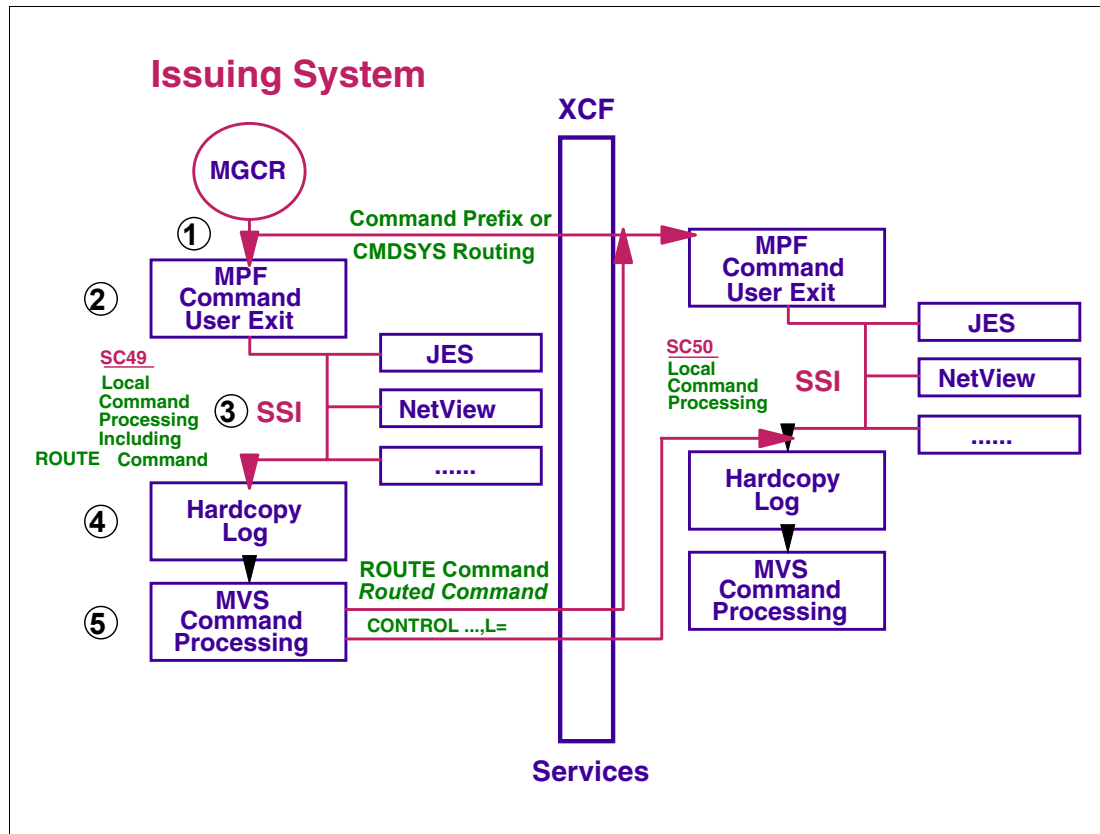 Issuing System
XCF
MGCR
1
Command Prefix or
CMDSYS Routing
MPF
Command
User Exit
2
MPF
Command
User Exit
JES
NetView
......
SC49
Local
Command
Processing
Including
ROUTE Command
3
SSI
JES
NetView
......
SC50
Local
Command
Processing
SSI
4
Hardcopy
Log
Hardcopy
Log
5
MVS
Command
Processing
ROUTE Command
Routed Command
CONTROL ...,L=
MVS
Command
Processing
Services